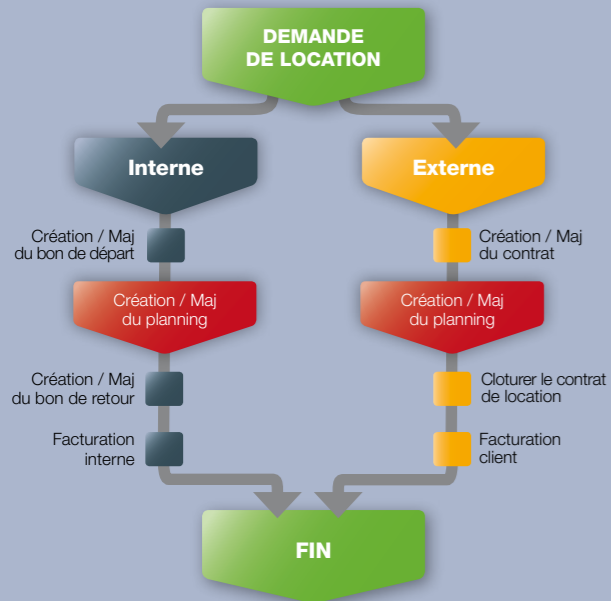 DEMANDE
DE LOCATION
Interne
Externe
Création / Maj
du bon de départ
Création / Maj
du contrat
Création / Maj
du planning
Création / Maj
du planning
Création / Maj
du bon de retour
Cloturer le contrat
de location
Facturation
interne
Facturation
client
FIN